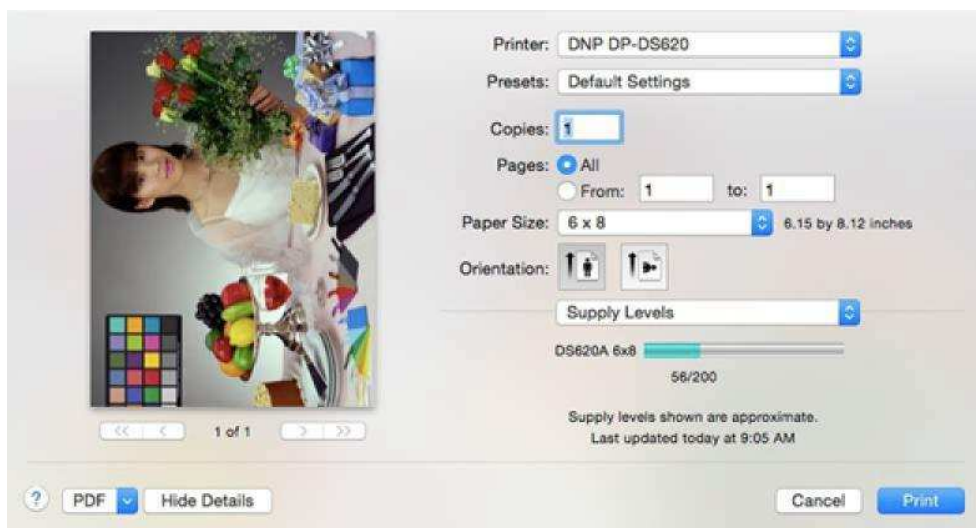 Printer: DNP DP-DS620
Presets: Default Settings
Copies: 1
Pages: All
From: 1 to: 1
Paper Size: 6 x 8 6.15 by 8.12 inches
Orientation:
Supply Levels
DS620A 6x8
56/200
Supply levels shown are approximate.
Last updated today at 9:05 AM
<< < 1 of 1 > >>
? PDF Hide Details Cancel Print